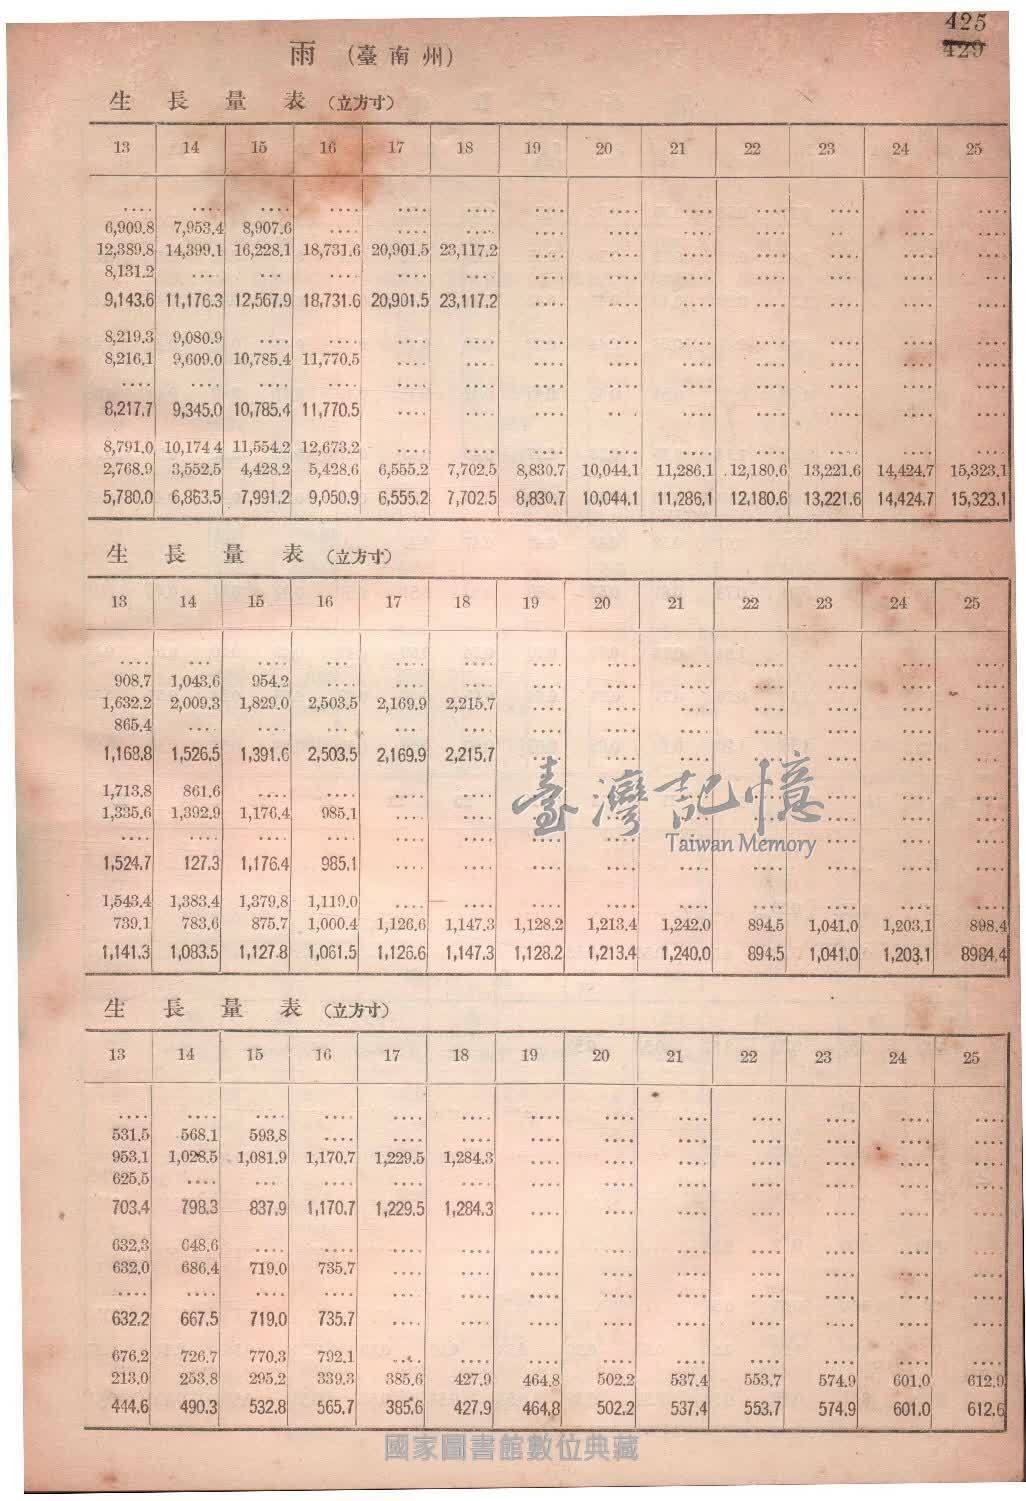 425
429
雨 (臺南州)
生 長 量 表 (立方寸)
13 14 15 16 17 18 19 20 21 22 23 24 25
.... .... .... .... .... .... .... .... .... .... .... ... ....
6,909.8 7,953.4 8,907.6 .... .... .... .... .... .... .... .. .... ....
12,389.8 14,399.1 16,228.1 18,731.6 20,901.5 23,117.2 .... .... .... .... .... .... ....
8,131.2 .... ... .... .... .... .... .... .... .... .... .... ....
9,143.6 11,176.3 12,567.9 18,731.6 20,901.5 23,117.2 .... .... .... .... .... .... ....
8,219.3 9,080.9 .... .... .... .... .... .... .... .... .... .... ....
8,216.1 9,609.0 10,785.4 11,770.5 .... .... .... .... .... .... .... .... ....
.... .... .... .... .... .... .... .... .... .... .... .... ....
8,217.7 9,345.0 10,785.4 11,770.5 .... .... .... .... .... .... .... .... ....
8,791.0 10,174 4 11,554.2 12,673.2 .... .... .... .... .... .... .... .... ....
2,768.9 3,552.5 4,428.2 5,428.6 6,555.2 7,702.5 8,830.7 10,044.1 11,286.1 12,180.6 13,221.6 14,424.7 15,323.1
5,780.0 6,863.5 7,991.2 9,050.9 6,555.2 7,702.5 8,830.7 10,044.1 11,286.1 12,180.6 13,221.6 14,424.7 15,323.1
生 長 量 表 (立方寸)
13 14 15 16 17 18 19 20 21 22 23 24 25
.... ... .... ... .... .... .... .... .... .... .... .... ....
908.7 1,043.6 954.2 .... .... .... .... .... .... .... .... .... ....
1,632.2 2,009.3 1,829.0 2,503.5 2,169.9 2,215.7 .... .... .... .... .... .... ....
865.4 .... .... .... ... .... .... .... .... .... .... .... ....
1,168.8 1,526.5 1,391.6 2,503.5 2,169.9 2,215.7 .... .... .... .... .... .... ....
1,713.8 861.6 .... .... .... .... .... .... .... .... .... .... ...
1,335.6 1,392.9 1,176.4 985.1 .... .... .... .... .... .... .... .... ....
.... .... .... .... .... .... .... .... .... .... .... .... ....
1,524.7 127.3 1,176.4 985.1 .... .... .... .... .... .... .... .... ....
1,543.4 1,383.4 1,379.8 1,119.0 .... .... .... .... .... .... .... .... ....
739.1 783.6 875.7 1,000.4 1,126.6 1,147.3 1,128.2 1,213.4 1,242.0 894.5 1,041.0 1,203.1 898.4
1,141.3 1,083.5 1,127.8 1,061.5 1,126.6 1,147.3 1,128.2 1,213.4 1,240.0 894.5 1,041.0 1,203.1 8984.4
臺灣記憶
Taiwan Memory
生 長 量 表 (立方寸)
13 14 15 16 17 18 19 20 21 22 23 24 25
.... .... .... .... .... .... .... .... .... .... .... .... ....
531.5 568.1 593.8 .... .... .... .... .... .... .... .... .... ....
953.1 1,028.5 1,081.9 1,170.7 1,229.5 1,284.3 .... .... .... .... .... .... ....
625.5 .... ... .... .... .... .... .... .... .... .... .... ....
703.4 798.3 837.9 1,170.7 1,229.5 1,284.3 .... .... .... .... .... .... ....
632.3 648.6 .... .... .... .... .... .... .... .... .... .... ....
632.0 686.4 719.0 735.7 .... .... .... .... .... .... .... .... ....
.... .... .... .... .... .... .... .... .... .... .... .... ....
632.2 667.5 719.0 735.7 .... .... .... .... .... .... .... .... ....
676.2 726.7 770.3 792.1 .... .... .... .... .... .... .... .... ....
213.0 253.8 295.2 339.3 385.6 427.9 464.8 502.2 537.4 553.7 574.9 601.0 612.9
444.6 490.3 532.8 565.7 385.6 427.9 464.8 502.2 537.4 553.7 574.9 601.0 612.6
國家圖書館數位典藏